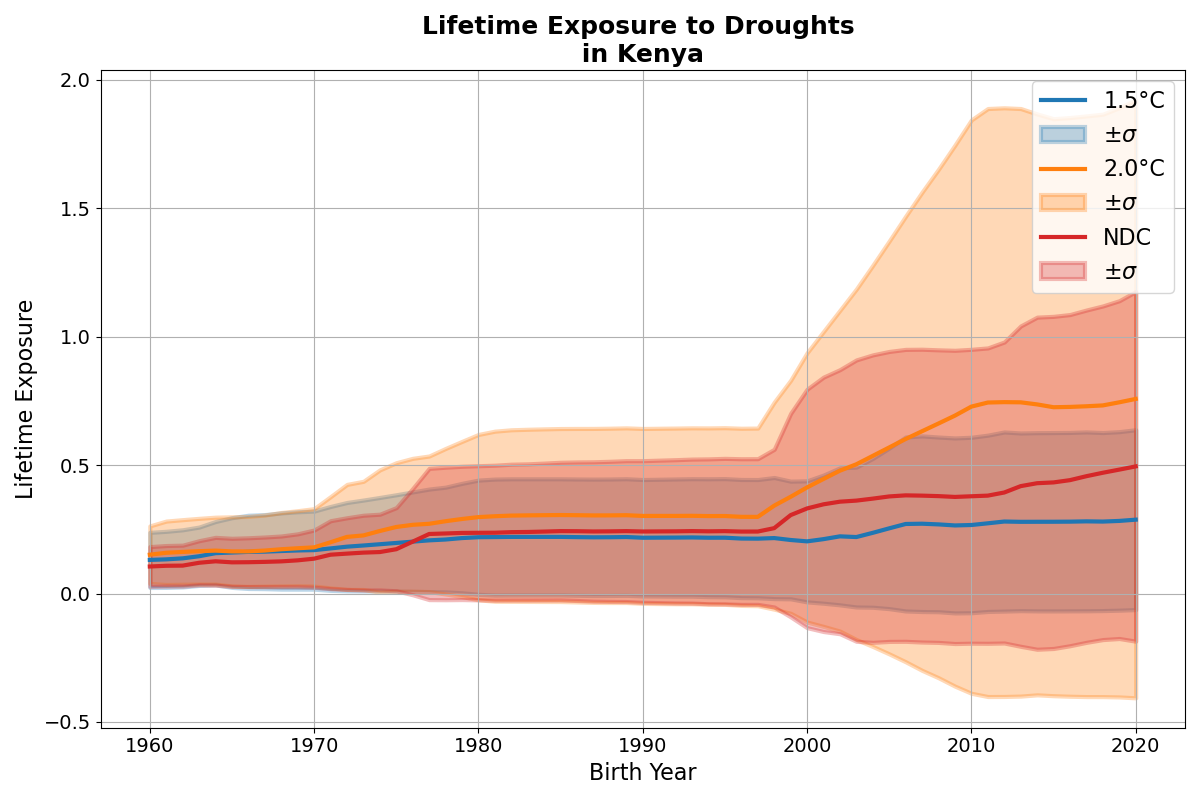 Lifetime Exposure to Droughts
in Kenya
2.0
1.5
1.0
0.5
0.0
−0.5
Lifetime Exposure
1960
1970
1980
1990
2000
2010
2020
Birth Year
1.5°C
±σ
2.0°C
±σ
NDC
±σ